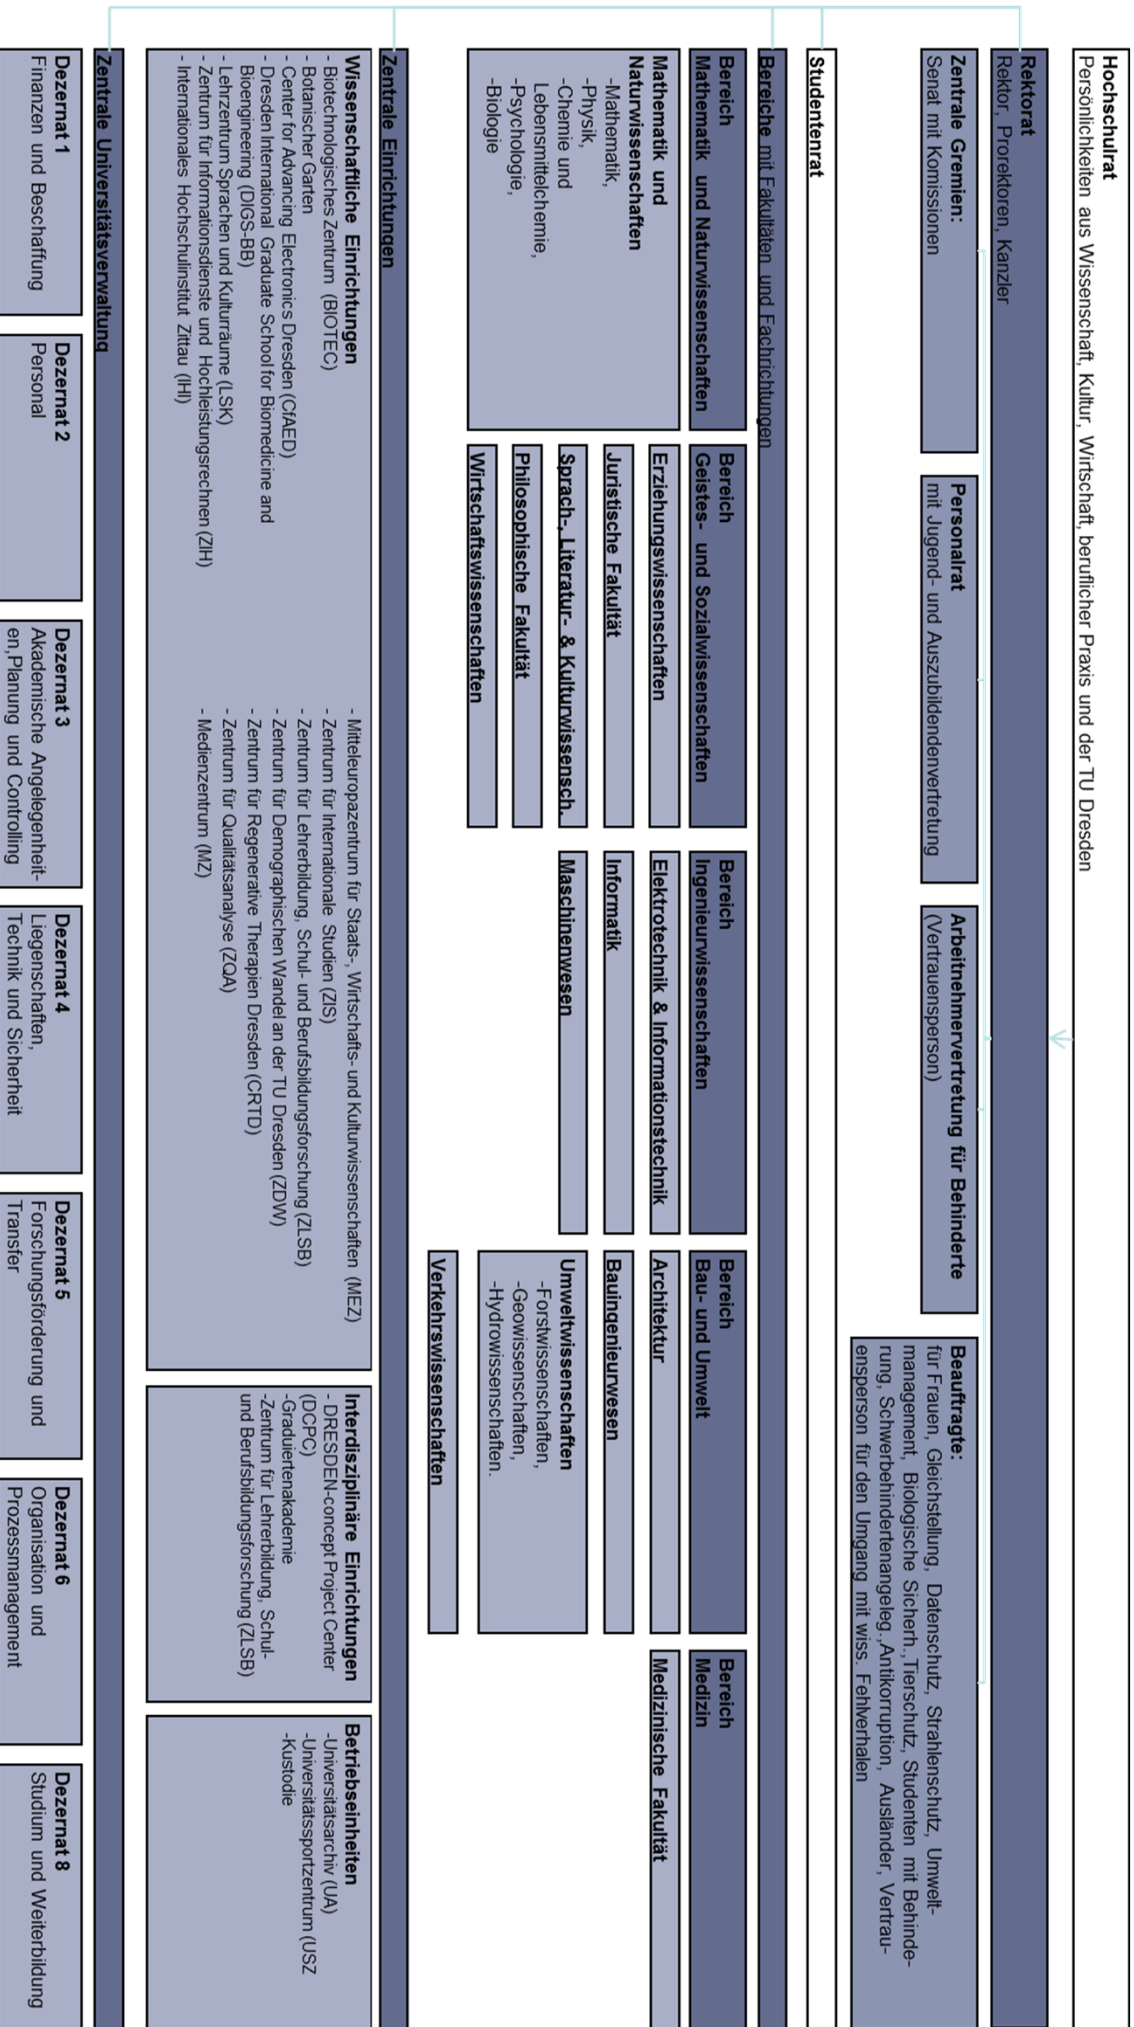 Hochschulrat
Persönlichkeiten aus Wissenschaft, Kultur, Wirtschaft, beruflicher Praxis und der TU Dresden
Rektorat
Rektor, Prorektoren, Kanzler
Zentrale Gremien:
Senat mit Komissionen
Personalrat
mit Jugend- und Auszubildendenvertretung
Arbeitnehmervertretung für Behinderte
(Vertrauensperson)
Beauftragte:
für Frauen, Gleichstellung, Datenschutz, Strahlenschutz, Umwelt-
management, Biologische Sicherh.,Tierschutz, Studenten mit Behinde-
rung, Schwerbehindertenangeleg.,Antikorruption, Ausländer, Vertrau-
ensperson für den Umgang mit wiss. Fehlverhalen
Studentenrat
Bereiche mit Fakultäten und Fachrichtungen
Bereich
Mathematik und Naturwissenschaften
Mathematik und
Naturwissenschaften
-Mathematik,
-Physik,
-Chemie und
Lebensmittelchemie,
-Psychologie,
-Biologie
Bereich
Geistes- und Sozialwissenschaften
Erziehungswissenschaften
Juristische Fakultät
Sprach-, Literatur- & Kulturwissensch.
Philosophische Fakultät
Wirtschaftswissenschaften
Bereich
Ingenieurwissenschaften
Elektrotechnik & Informationstechnik
Informatik
Maschinenwesen
Bereich
Bau- und Umwelt
Architektur
Bauingenieurwesen
Umweltwissenschaften
-Forstwissenschaften,
-Geowissenschaften,
-Hydrowissenschaften.
Verkehrswissenschaften
Bereich
Medizin
Medizinische Fakultät
Zentrale Einrichtungen
Wissenschaftliche Einrichtungen
- Biotechnologisches Zentrum (BIOTEC)
- Botanischer Garten
- Center for Advancing Electronics Dresden (CfAED)
- Dresden International Graduate School for Biomedicine and
Bioengineering (DIGS-BB)
- Lehrzentrum Sprachen und Kulturräume (LSK)
- Zentrum für Informationsdienste und Hochleistungsrechnen (ZIH)
- Internationales Hochschulinstitut Zittau (IHI)
- Mitteleuropazentrum für Staats-, Wirtschafts- und Kulturwissenschaften (MEZ)
- Zentrum für Internationale Studien (ZIS)
- Zentrum für Lehrerbildung, Schul- und Berufsbildungsforschung (ZLSB)
- Zentrum für Demographischen Wandel an der TU Dresden (ZDW)
- Zentrum für Regenerative Therapien Dresden (CRTD)
- Zentrum für Qualitätsanalyse (ZQA)
- Medienzentrum (MZ)
Interdisziplinäre Einrichtungen
- DRESDEN-concept Project Center
(DCPC)
-Graduiertenakademie
-Zentrum für Lehrerbildung, Schul-
und Berufsbildungsforschung (ZLSB)
Betriebseinheiten
-Universitätsarchiv (UA)
-Universitätssportzentrum (USZ
-Kustodie
Zentrale Universitätsverwaltung
Dezernat 1
Finanzen und Beschaffung
Dezernat 2
Personal
Dezernat 3
Akademische Angelegenheit-
en,Planung und Controlling
Dezernat 4
Liegenschaften,
Technik und Sicherheit
Dezernat 5
Forschungsförderung und
Transfer
Dezernat 6
Organisation und
Prozessmanagement
Dezernat 8
Studium und Weiterbildung